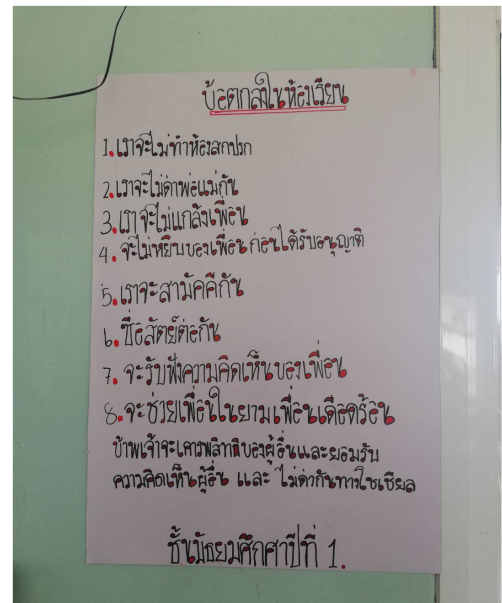 ข้อตกลงในห้องเรียน
1. เราจะไม่ทำห้องสกปก
2. เราจะไม่ด่าพ่อแม่กัน
3. เราจะไม่แกล้งเพื่อน
4. จะไม่หยิบของเพื่อนก่อนได้รับอนุญาติ
5. เราจะสามัคคีกัน
6. ซื่อสัตย์ต่อกัน
7. จะรับฟังความคิดเห็นของเพื่อน
8. จะช่วยเพื่อนในยามเพื่อนเดือดร้อน
ข้าพเจ้าจะเคารพสิทธิของผู้อื่นและยอมรับ
ความคิดเห็นผู้อื่น และ ไม่ด่ากันทางโซเชียล
ชั้นมัธยมศึกษาปีที่ 1.